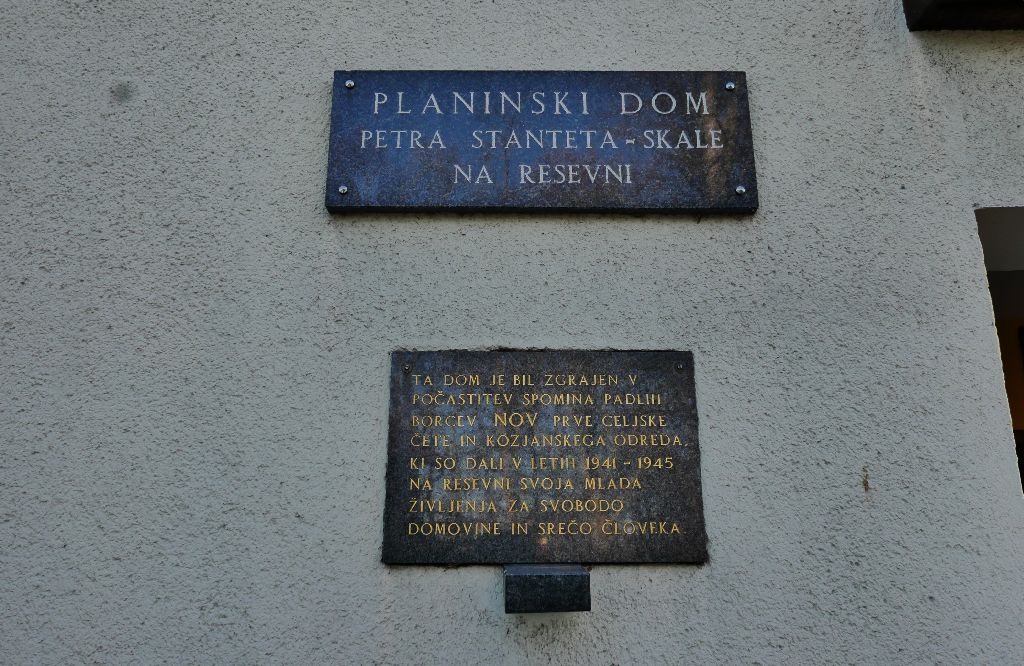 PLANINSKI DOM
PETRA STANTETA-SKALE
NA RESEVNI
TA DOM JE BIL ZGRAJEN V
POČASTITEV SPOMINA PADLIH
BORCEV NOV PRVE CELJSKE
ČETE IN KOZJANSKEGA ODREDA,
KI SO DALI V LETIH 1941-1945
NA RESEVNI SVOJA MLADA
ŽIVLJENJA ZA SVOBODO
DOMOVINE IN SREČO ČLOVEKA.